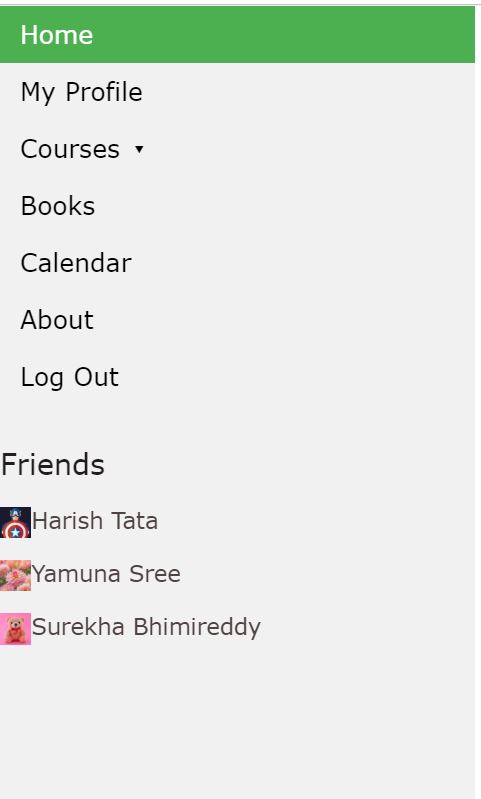 Home
My Profile
Courses ▼
Books
Calendar
About
Log Out
Friends
Harish Tata
Yamuna Sree
Surekha Bhimireddy